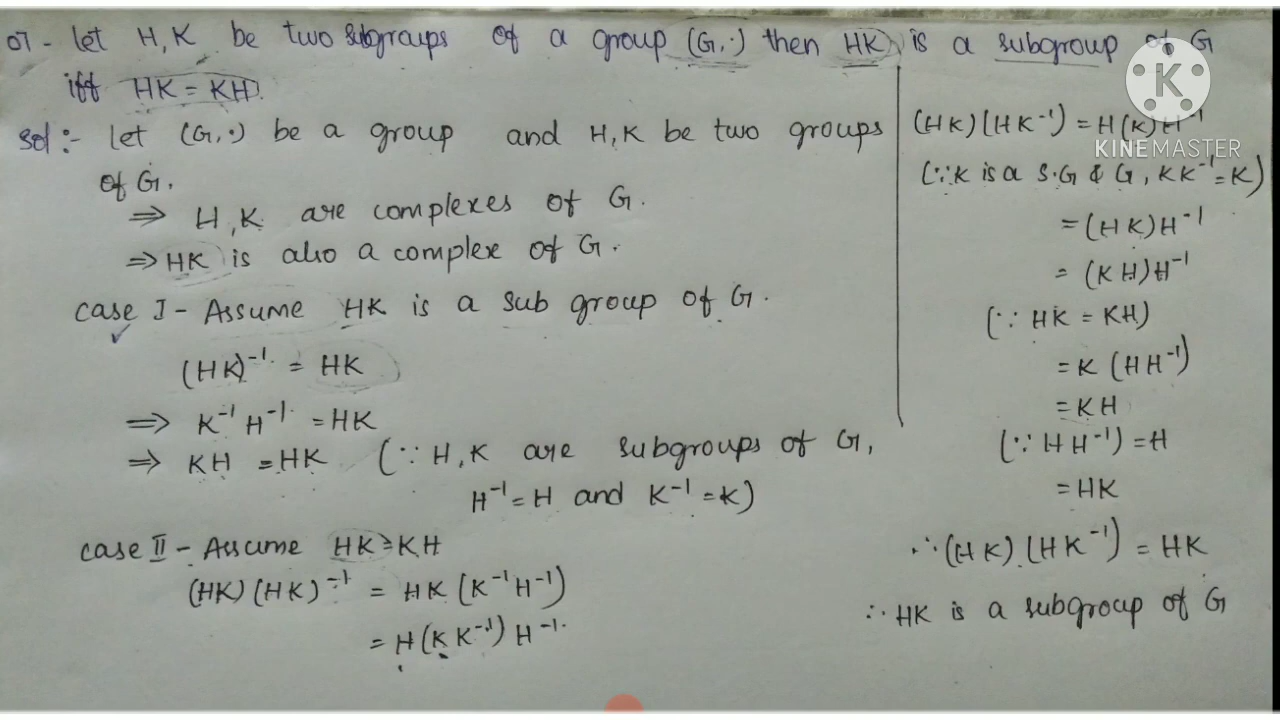 07 - let H, K be two subgroups of a group (G, ·) then HK is a subgroup of G
iff HK = KH.
Sol :- let (G, ·) be a group and H, K be two groups
of G.
⇒ H, K are complexes of G.
⇒ HK is also a complex of G.
case I - Assume HK is a sub group of G.
(HK)⁻¹ = HK
⇒ K⁻¹ H⁻¹ = HK
⇒ KH = HK (∵ H, K are subgroups of G,
H⁻¹ = H and K⁻¹ = K)
case II - Assume HK = KH
(HK) (HK)⁻¹ = HK (K⁻¹ H⁻¹)
= H (K K⁻¹) H⁻¹
(HK) (HK⁻¹) = H(K) H⁻¹
(∵ K is a S.G & G, KK⁻¹ = K)
= (HK) H⁻¹
= (KH) H⁻¹
(∵ HK = KH)
= K (HH⁻¹)
= KH
(∵ HH⁻¹) = H
= HK
∴ (HK) (HK⁻¹) = HK
∴ HK is a subgroup of G
K
KINEMASTER